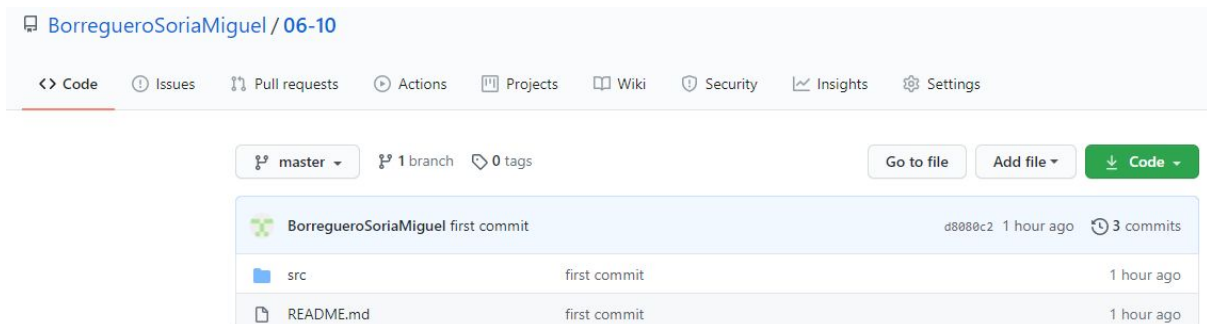 BorregueroSoriaMiguel / 06-10
Code Issues Pull requests Actions Projects Wiki Security Insights Settings
master 1 branch 0 tags Go to file Add file Code
BorregueroSoriaMiguel first commit d8080c2 1 hour ago 3 commits
src first commit 1 hour ago
README.md first commit 1 hour ago